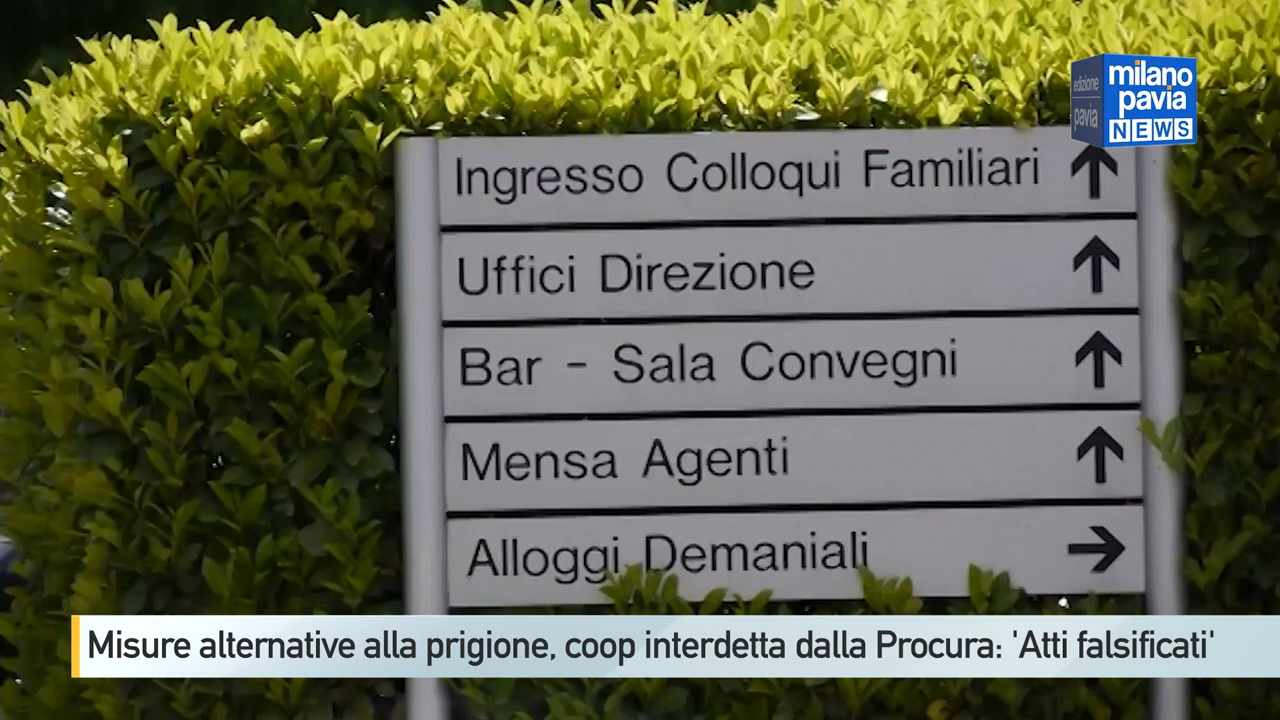 edizione
pavia
milano
pavia
NEWS
Ingresso Colloqui Familiari ↑
Uffici Direzione ↑
Bar - Sala Convegni ↑
Mensa Agenti ↑
Alloggi Demaniali →
Misure alternative alla prigione, coop interdetta dalla Procura: 'Atti falsificati'